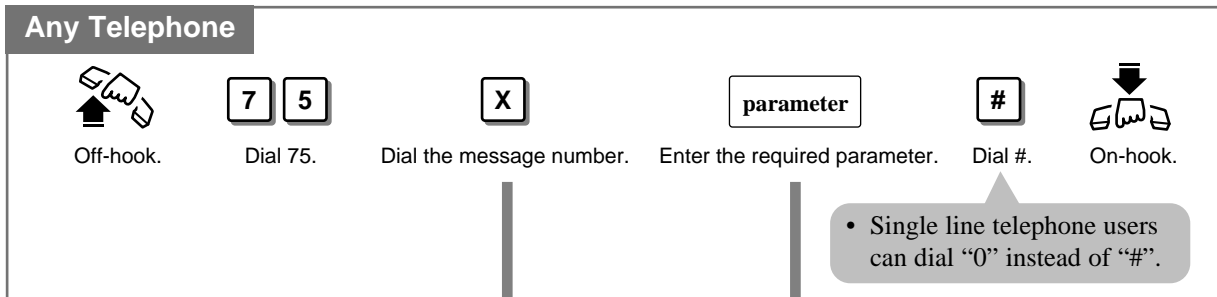 Any Telephone
7 5 X parameter #
Off-hook. Dial 75. Dial the message number. Enter the required parameter. Dial #. On-hook.
• Single line telephone users
can dial “0” instead of “#”.